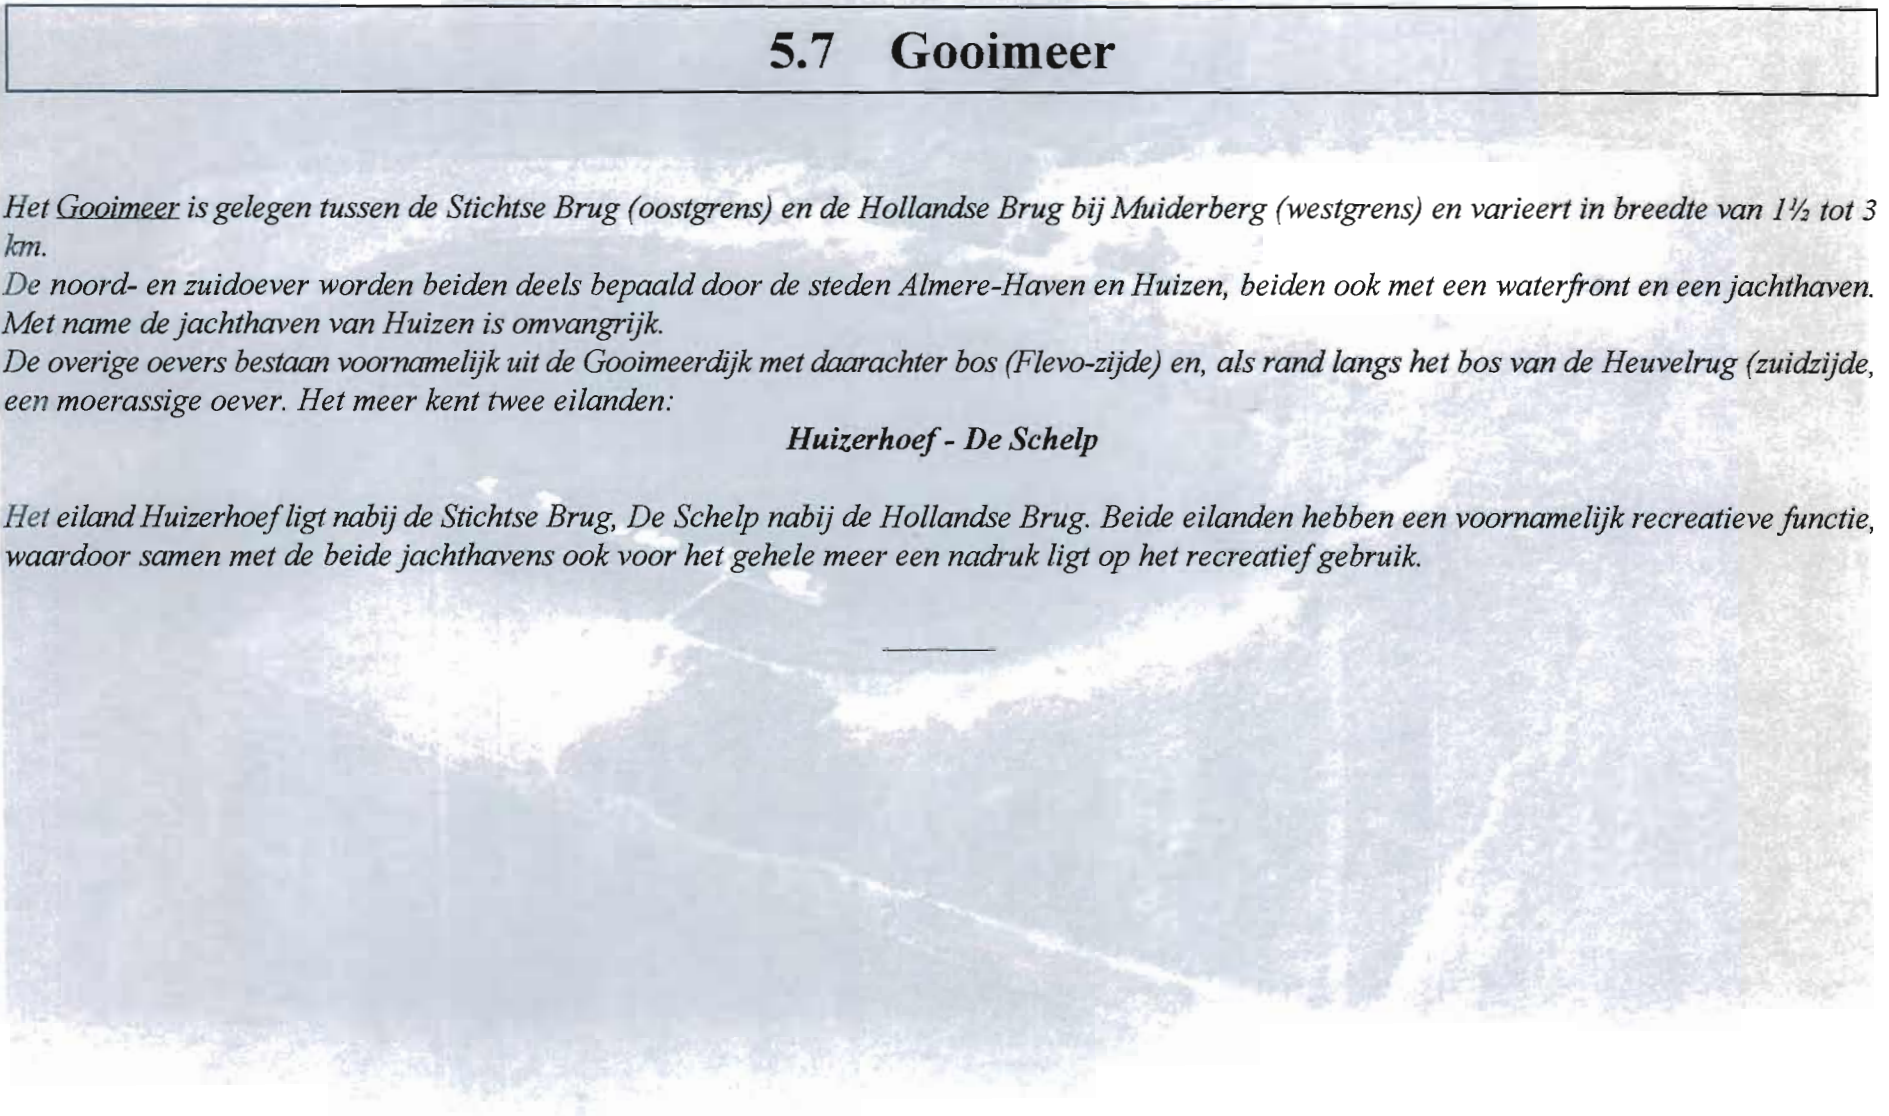 5.7 Gooimeer
Het Gooimeer is gelegen tussen de Stichtse Brug (oostgrens) en de Hollandse Brug bij Muiderberg (westgrens) en varieert in breedte van 1½ tot 3
km.
De noord- en zuidoever worden beiden deels bepaald door de steden Almere-Haven en Huizen, beiden ook met een waterfront en een jachthaven.
Met name de jachthaven van Huizen is omvangrijk.
De overige oevers bestaan voornamelijk uit de Gooimeerdijk met daarachter bos (Flevo-zijde) en, als rand langs het bos van de Heuvelrug (zuidzijde,
een moerassige oever. Het meer kent twee eilanden:
Huizerhoef - De Schelp
Het eiland Huizerhoef ligt nabij de Stichtse Brug, De Schelp nabij de Hollandse Brug. Beide eilanden hebben een voornamelijk recreatieve functie,
waardoor samen met de beide jachthavens ook voor het gehele meer een nadruk ligt op het recreatief gebruik.